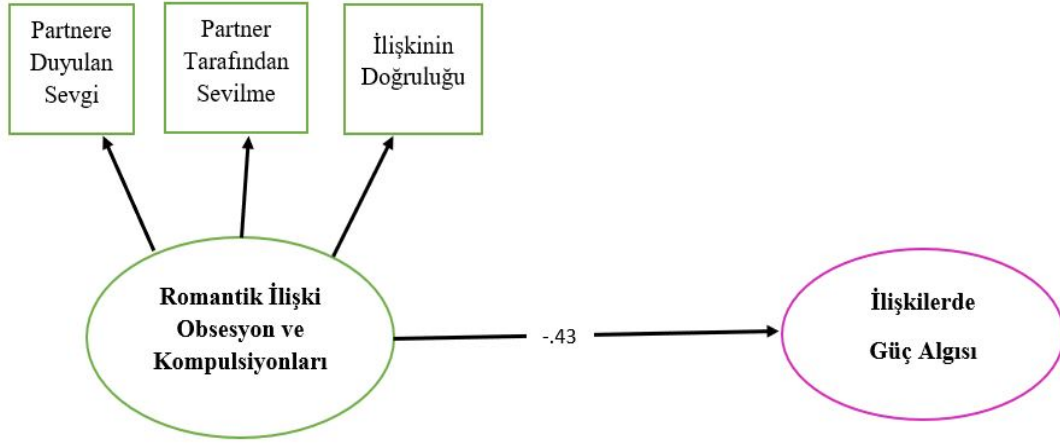 Partnere
Duyulan
Sevgi
Partner
Tarafından
Sevilme
İlişkinin
Doğruluğu
Romantik İlişki
Obsesyon ve
Kompulsiyonları
-.43
İlişkilerde
Güç Algısı